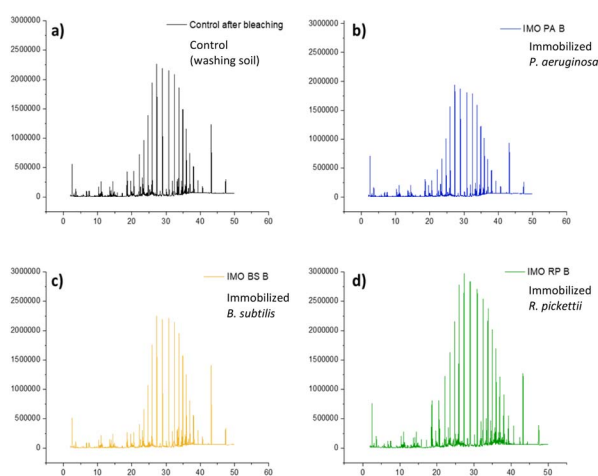 a)
Control after bleaching
Control
(washing soil)
3000000
2500000
2000000
1500000
1000000
500000
0
0 10 20 30 40 50 60
b)
IMO PA B
Immobilized
P. aeruginosa
3000000
2500000
2000000
1500000
1000000
500000
0
0 10 20 30 40 50 60
c)
IMO BS B
Immobilized
B. subtilis
3000000
2500000
2000000
1500000
1000000
500000
0
0 10 20 30 40 50 60
d)
IMO RP B
Immobilized
R. pickettii
3000000
2500000
2000000
1500000
1000000
500000
0
0 10 20 30 40 50